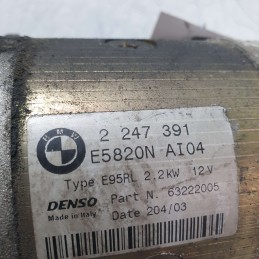 BMW
2 247 391
E5820N AI04
Type E95RL 2,2KW 12V
DENSO Part N. 63222005
Made in Italy Date 204/03